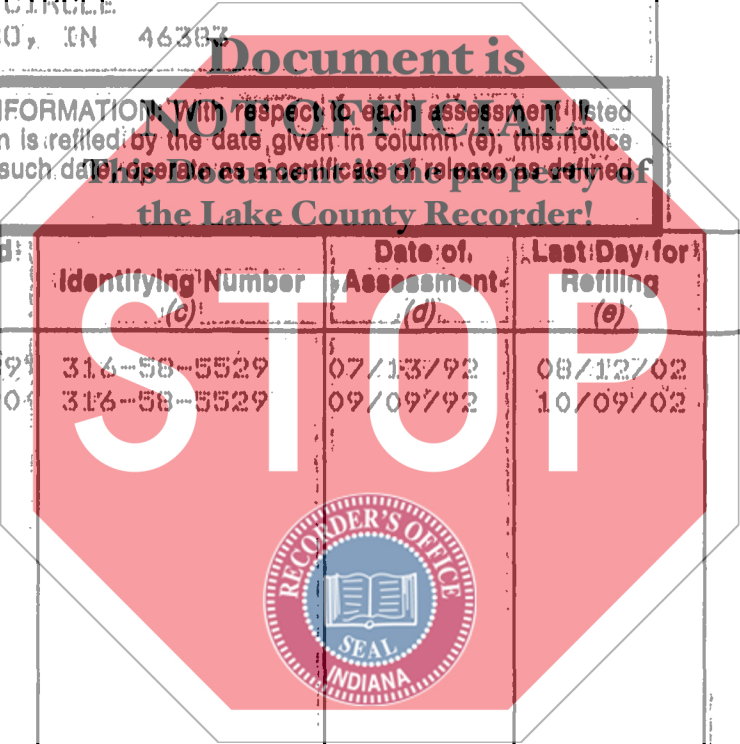 CIRCLE
O, IN 46383
Document is
NOT OFFICIAL!
This Document is the property of
the Lake County Recorder!
INFORMATION: With respect to each assessment listed
n is refiled by the date given in column (e), this notice
such date, operate as a certificate of release as defined
Identifying Number
(c)
Date of
Assessment
(d)
Last Day for
Refiling
(e)
316-58-5529 07/13/92 08/12/02
316-58-5529 09/09/92 10/09/02
STOP
RECORDER'S OFFICE
SEAL
INDIANA